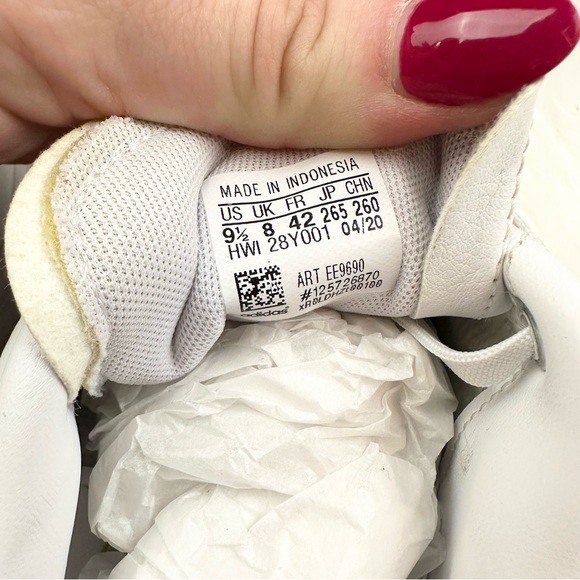 MADE IN INDONESIA
US UK FR JP CHN
9½ 8 42 265 260
HWI 28Y001 04/20
ART EE9690
#125726870
XR0LDHZ100100
adidas